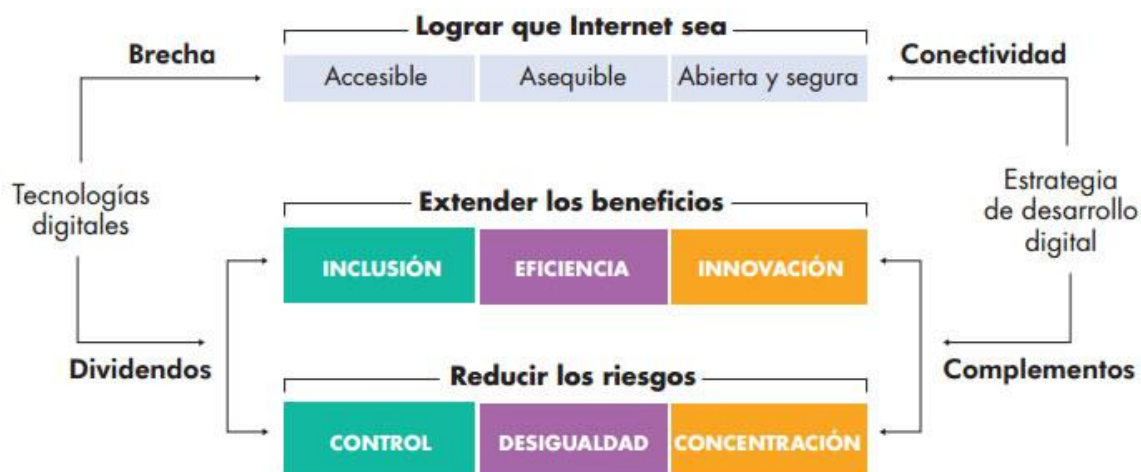 Lograr que Internet sea
Brecha
Conectividad
Accesible
Asequible
Abierta y segura
Tecnologías
digitales
Estrategia
de desarrollo
digital
Extender los beneficios
INCLUSIÓN
EFICIENCIA
INNOVACIÓN
Dividendos
Complementos
Reducir los riesgos
CONTROL
DESIGUALDAD
CONCENTRACIÓN